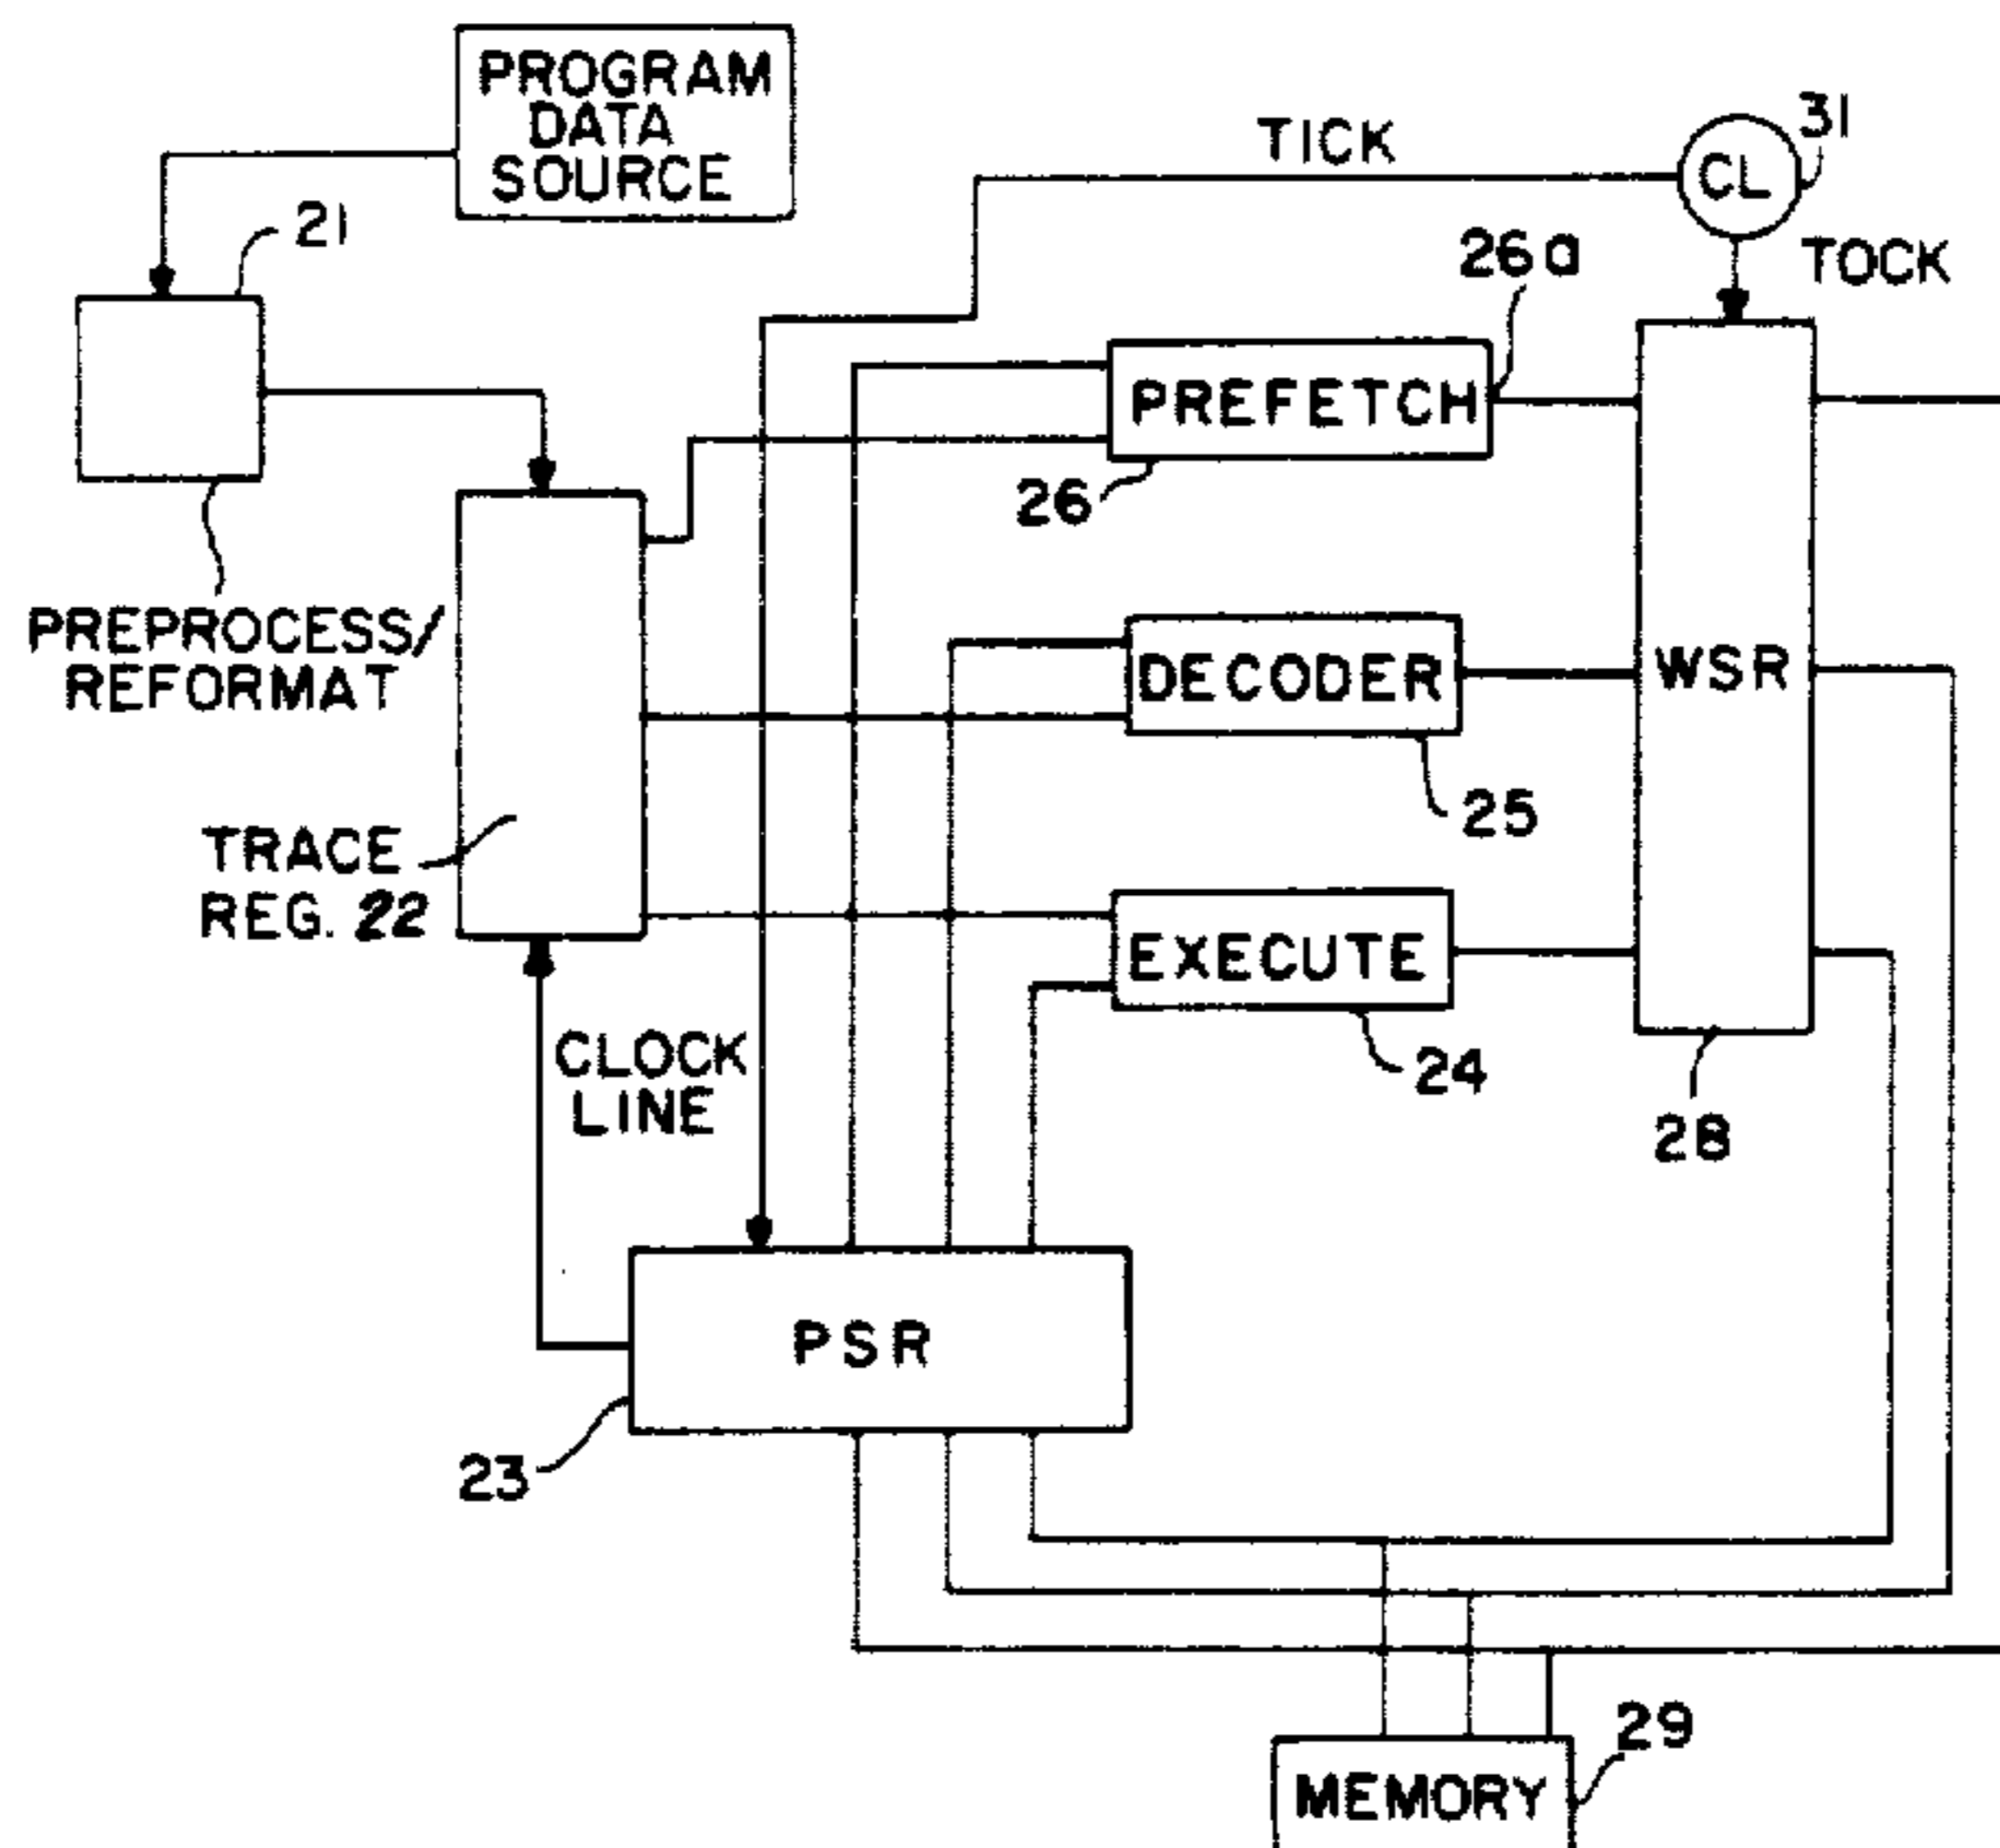 PROGRAM
DATA
SOURCE
TICK
CL
31
TOCK
21
26a
PREFETCH
26
PREPROCESS/
REFORMAT
DECODER
25
WSR
TRACE
REG. 22
EXECUTE
24
28
CLOCK
LINE
PSR
23
29
MEMORY